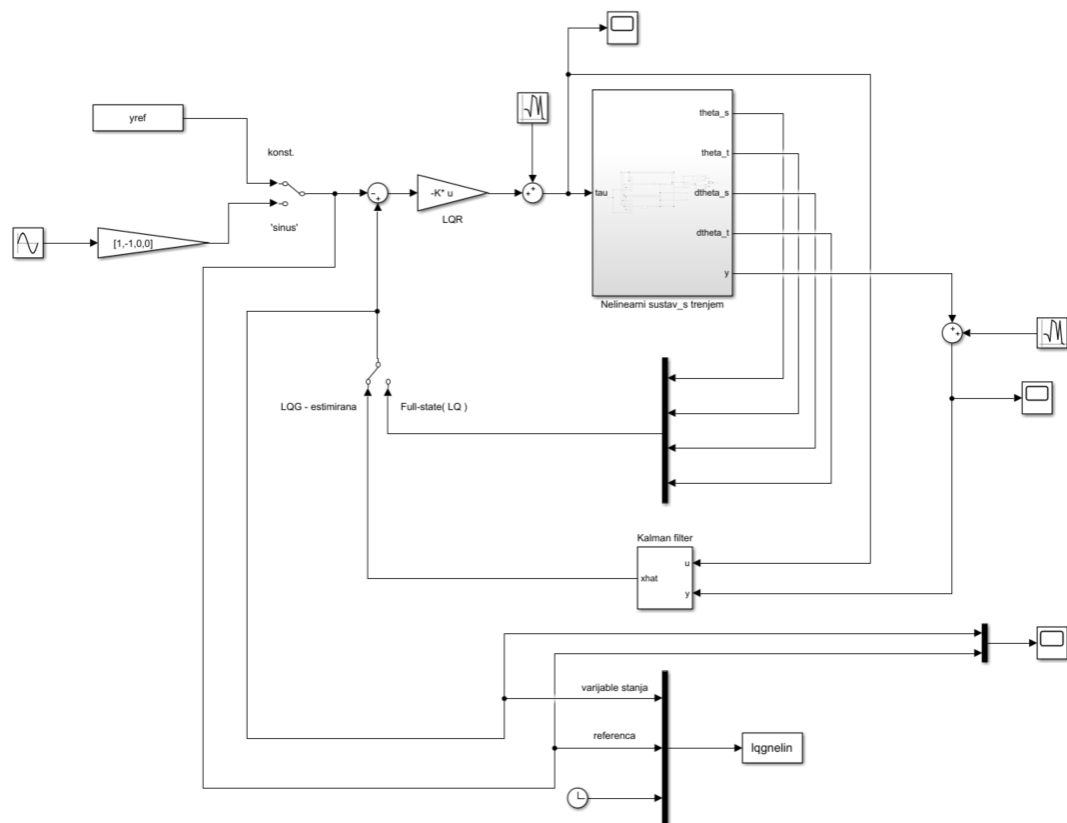 yref
konst.
'sinus'
[1,-1,0,0]
-K* u
LQR
theta_s
theta_t
tau
dtheta_s
dtheta_t
y
Nelinearni sustav_s trenjem
LQG - estimirana
Full-state( LQ )
Kalman filter
u
xhat
y
varijable stanja
referenca
lqgnelin